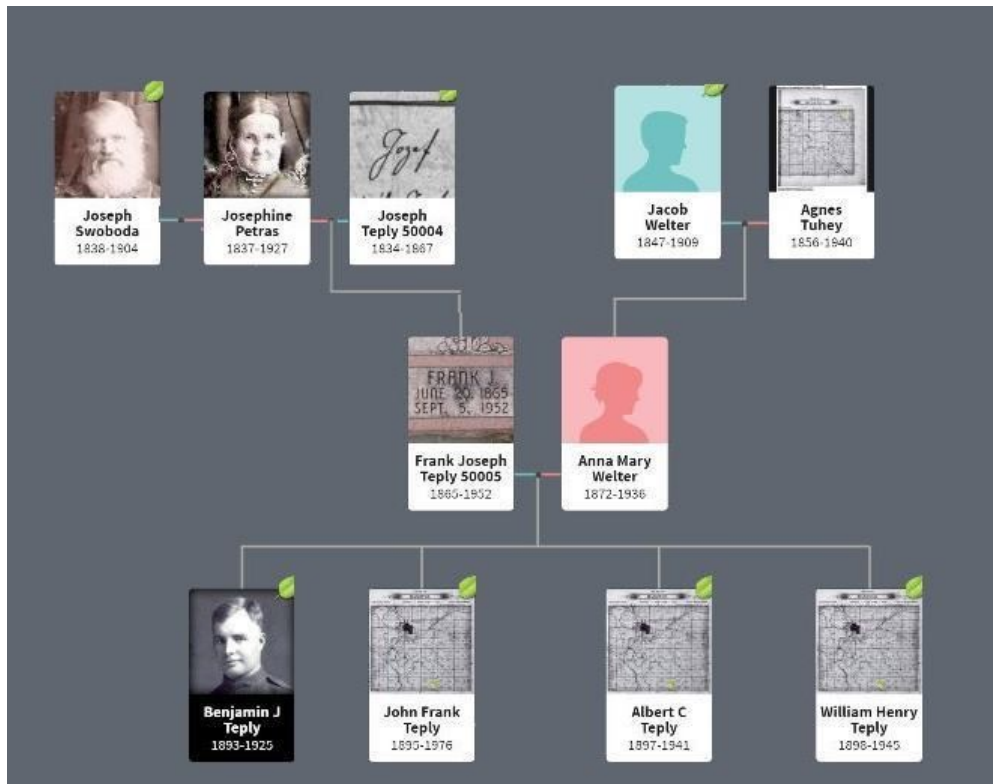 Joseph
Swoboda
1838-1904
Josephine
Petras
1837-1927
Jozef
Joseph
Teply 50004
1834-1867
Jacob
Welter
1847-1909
Agnes
Tuhey
1856-1940
FRANK J.
JUNE 20, 1865
SEPT. 5, 1952
Frank Joseph
Teply 50005
1865-1952
Anna Mary
Welter
1872-1936
Benjamin J
Teply
1893-1925
John Frank
Teply
1895-1976
Albert C
Teply
1897-1941
William Henry
Teply
1898-1945